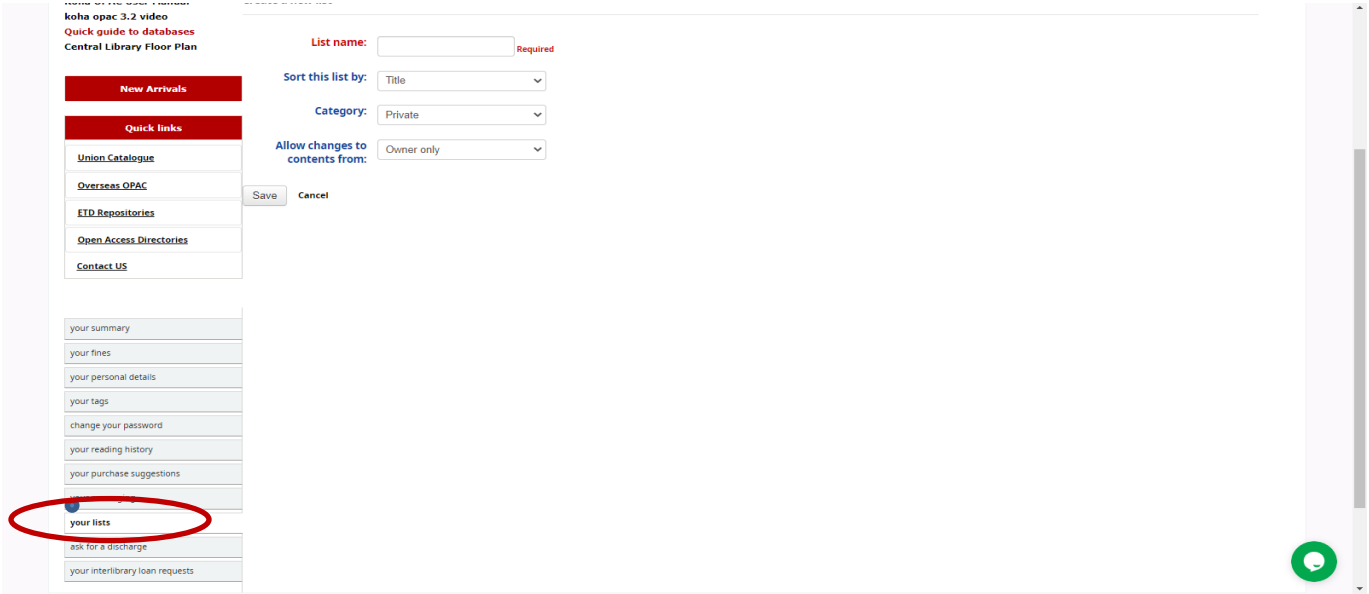 koha opac 3.2 video
Quick guide to databases
Central Library Floor Plan
New Arrivals
Quick links
Union Catalogue
Overseas OPAC
ETD Repositories
Open Access Directories
Contact US
List name:
Required
Sort this list by:
Title
Category:
Private
Allow changes to
contents from:
Owner only
Save
Cancel
your summary
your fines
your personal details
your tags
change your password
your reading history
your purchase suggestions
your lists
ask for a discharge
your interlibrary loan requests